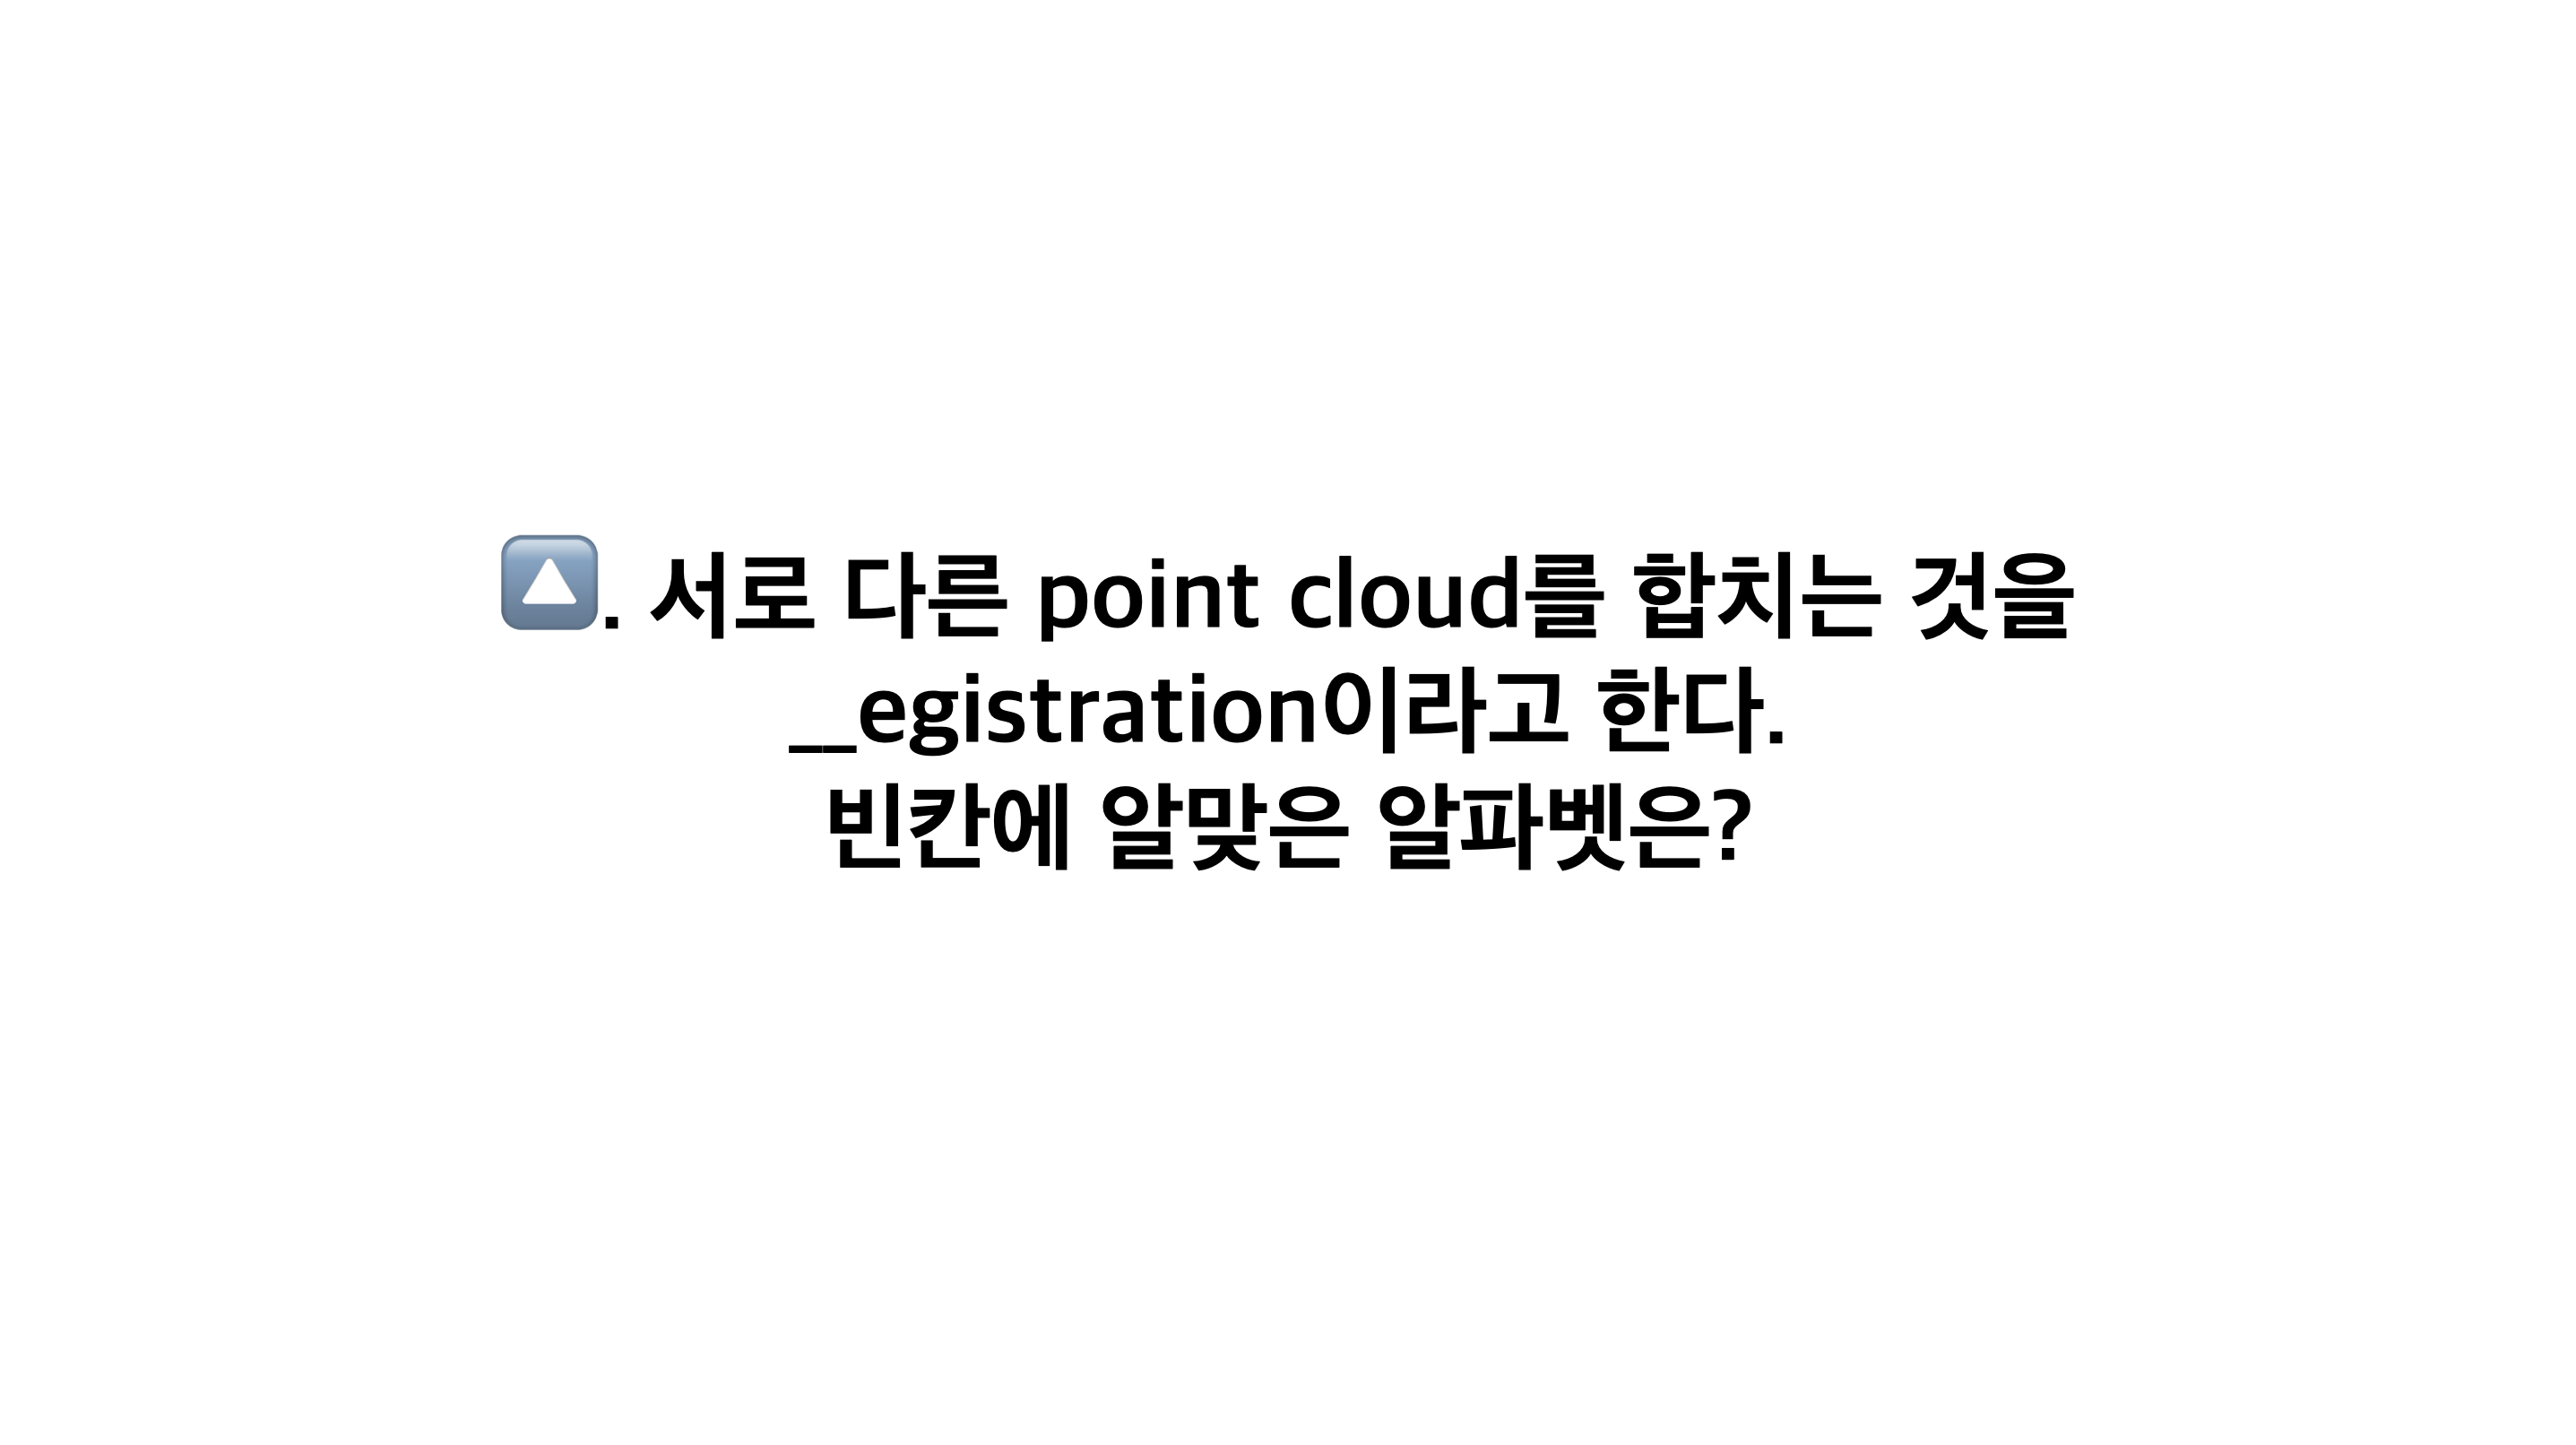 🔼. 서로 다른 point cloud를 합치는 것을
__egistration이라고 한다.
빈칸에 알맞은 알파벳은?